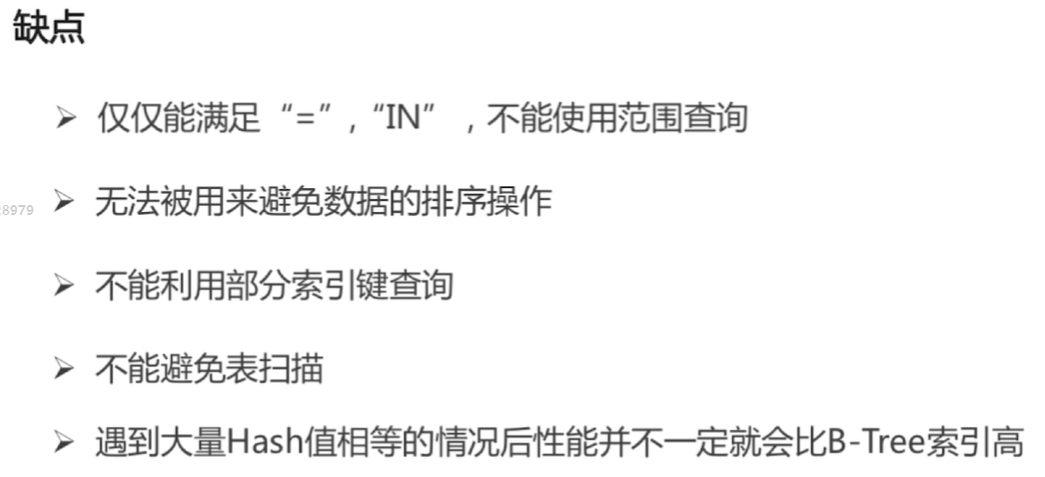 缺点
仅仅能满足“=”,“IN”,不能使用范围查询
无法被用来避免数据的排序操作
8979
不能利用部分索引键查询
不能避免表扫描
遇到大量Hash值相等的情况后性能并不一定就会比B-Tree索引高